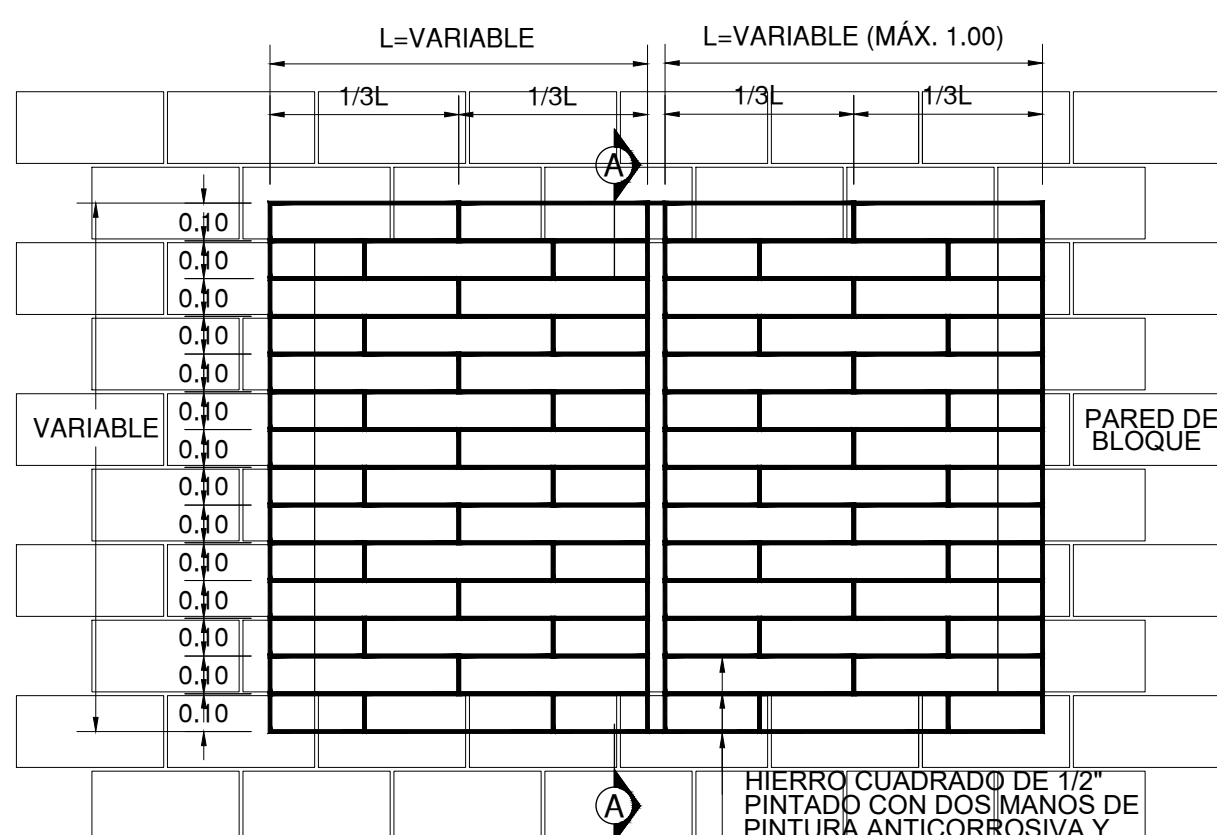 L=VARIABLE
L=VARIABLE (MÁX. 1.00)
1/3L
1/3L
1/3L
1/3L
A
0.10
0.10
0.10
0.10
0.10
0.10
0.10
0.10
0.10
0.10
0.10
0.10
0.10
0.10
VARIABLE
PARED DE
BLOQUE
A
HIERRO CUADRADO DE 1/2"
PINTADO CON DOS MANOS DE
PINTURA ANTICORROSIVA Y